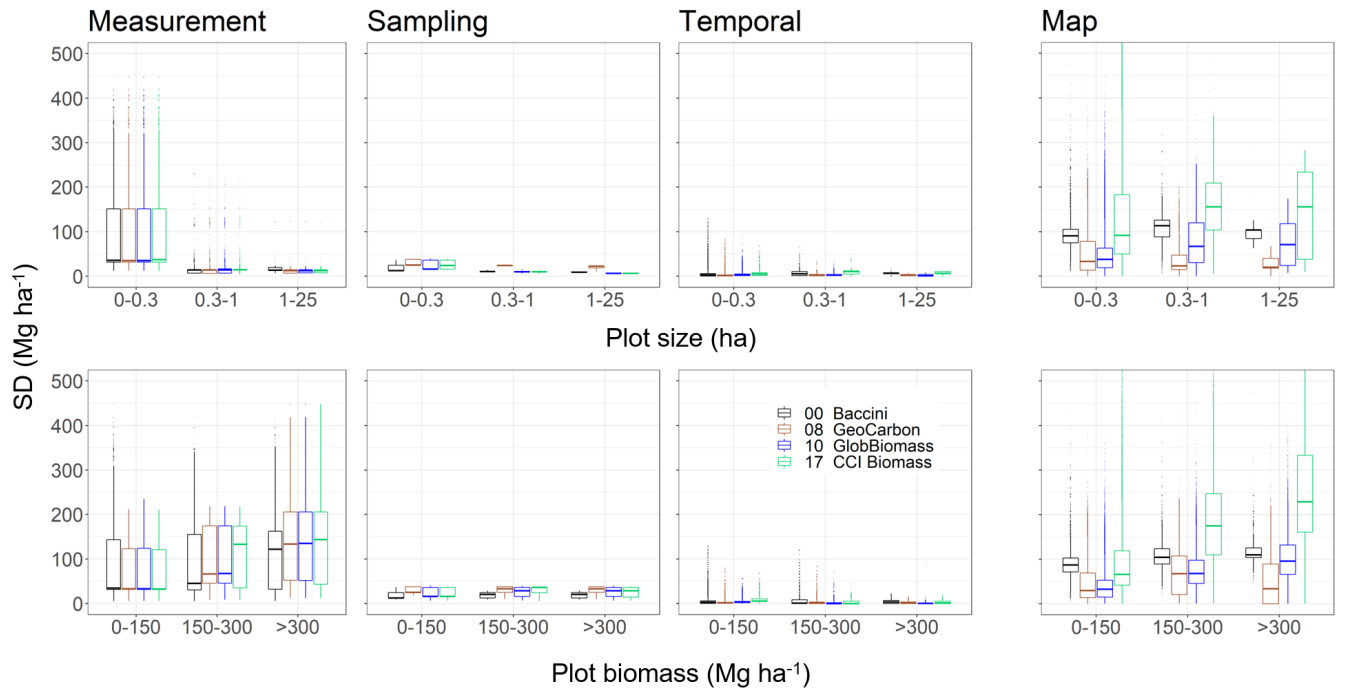 Measurement Sampling Temporal Map
500
400
300
200
100
0
0-0.3 0.3-1 1-25 0-0.3 0.3-1 1-25 0-0.3 0.3-1 1-25 0-0.3 0.3-1 1-25
Plot size (ha)
SD (Mg ha⁻¹)
500
400
300
200
100
0
00 Baccini
08 GeoCarbon
10 GlobBiomass
17 CCI Biomass
0-150 150-300 >300 0-150 150-300 >300 0-150 150-300 >300 0-150 150-300 >300
Plot biomass (Mg ha⁻¹)